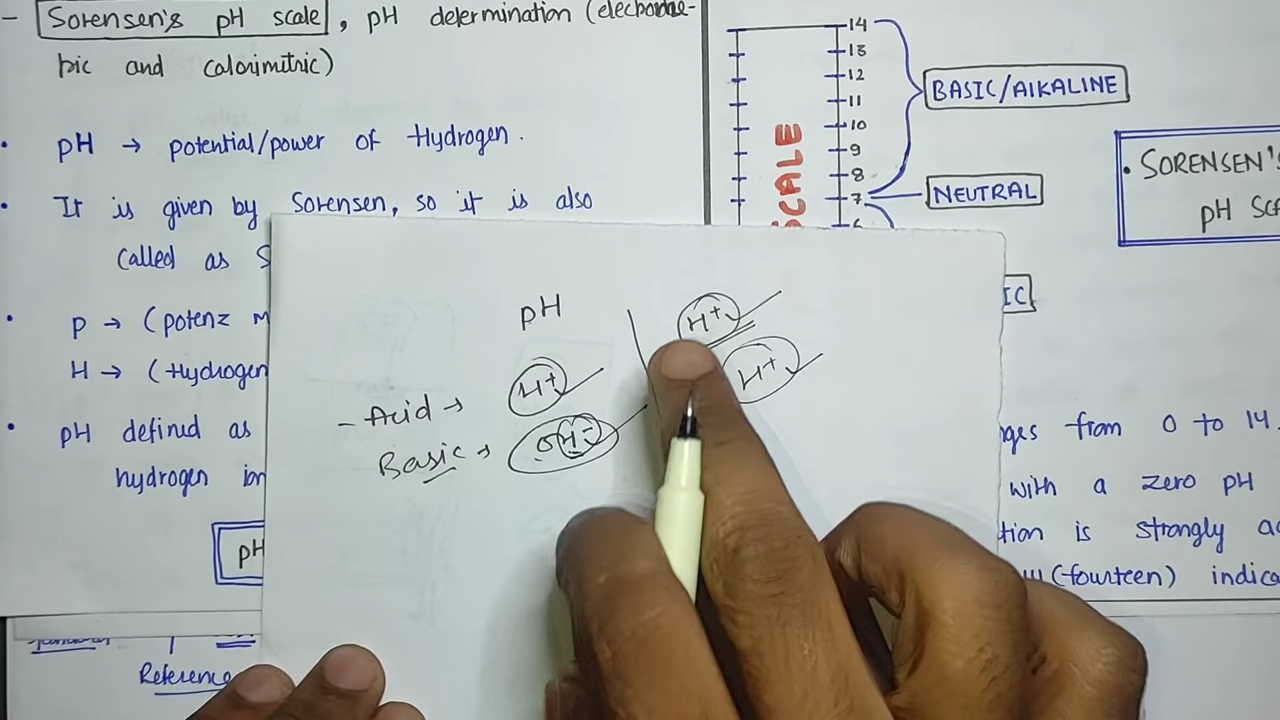 - Sorensen's pH scale, pH determination (electrome-
tric and calorimetric)
• pH → potential/power of Hydrogen.
• It is given by Sorensen, so it is also
called as S
• P → (potenz
H → (Hydrogen
• pH defined as
hydrogen ion
pH
Reference
14
13
12
11
10
9
8
7
6
SCALE
BASIC/AlKALINE
NEUTRAL
IC
• SORENSEN'S
pH SC
ges from 0 to 14.
with a zero pH
tion is strongly ac
(fourteen) indica
pH
- Acid → H+
Basic → OH-
H+
H+